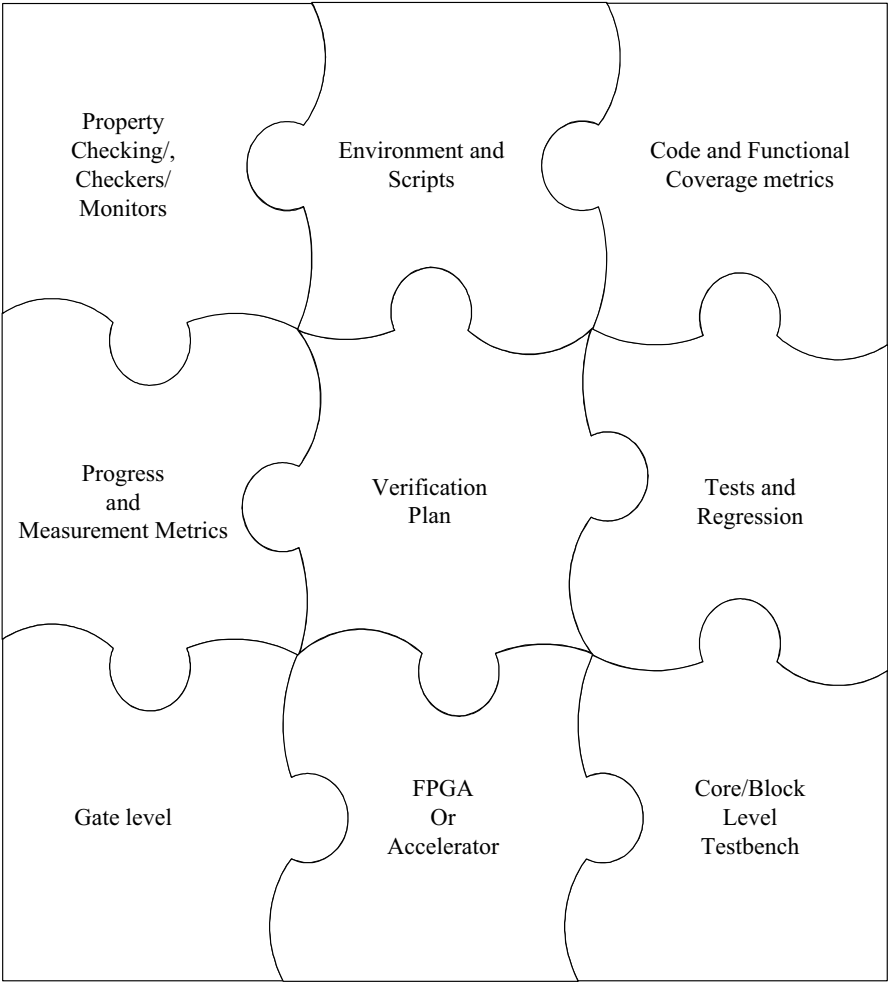 Property
Checking/,
Checkers/
Monitors
Environment and
Scripts
Code and Functional
Coverage metrics
Progress
and
Measurement Metrics
Verification
Plan
Tests and
Regression
Gate level
FPGA
Or
Accelerator
Core/Block
Level
Testbench